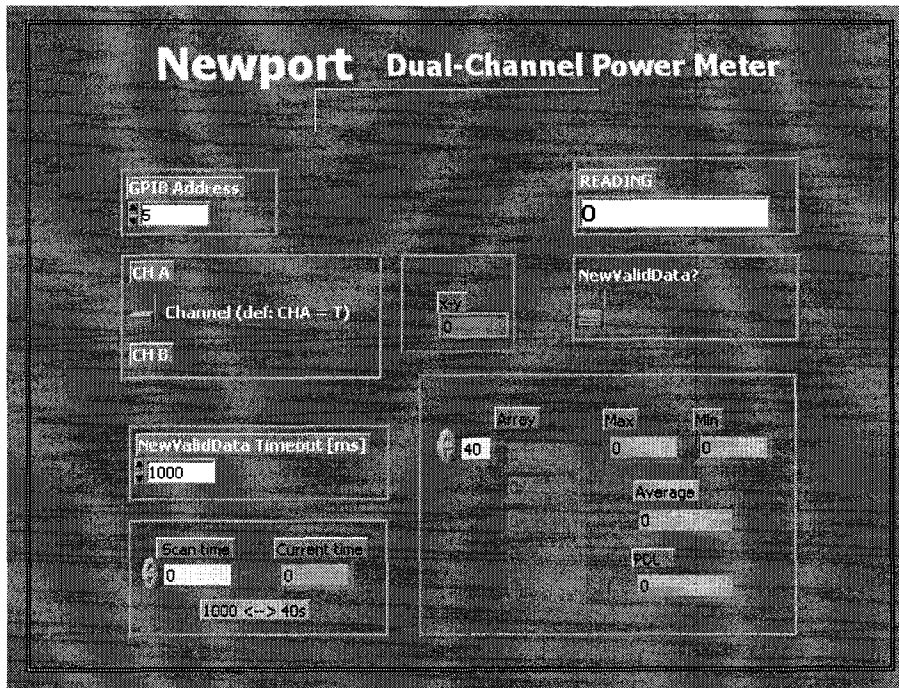 Newport Dual-Channel Power Meter
GPIB Address
5
READING
0
CH A
Channel (def: CHA = T)
CH B
X-y
0
NewValidData?
NewValidData Timeout [ms]
1000
Scan time
0
Current time
0
1000 <--> 40s
40
Array
Max
0
Min
0
Average
0
PDL
0